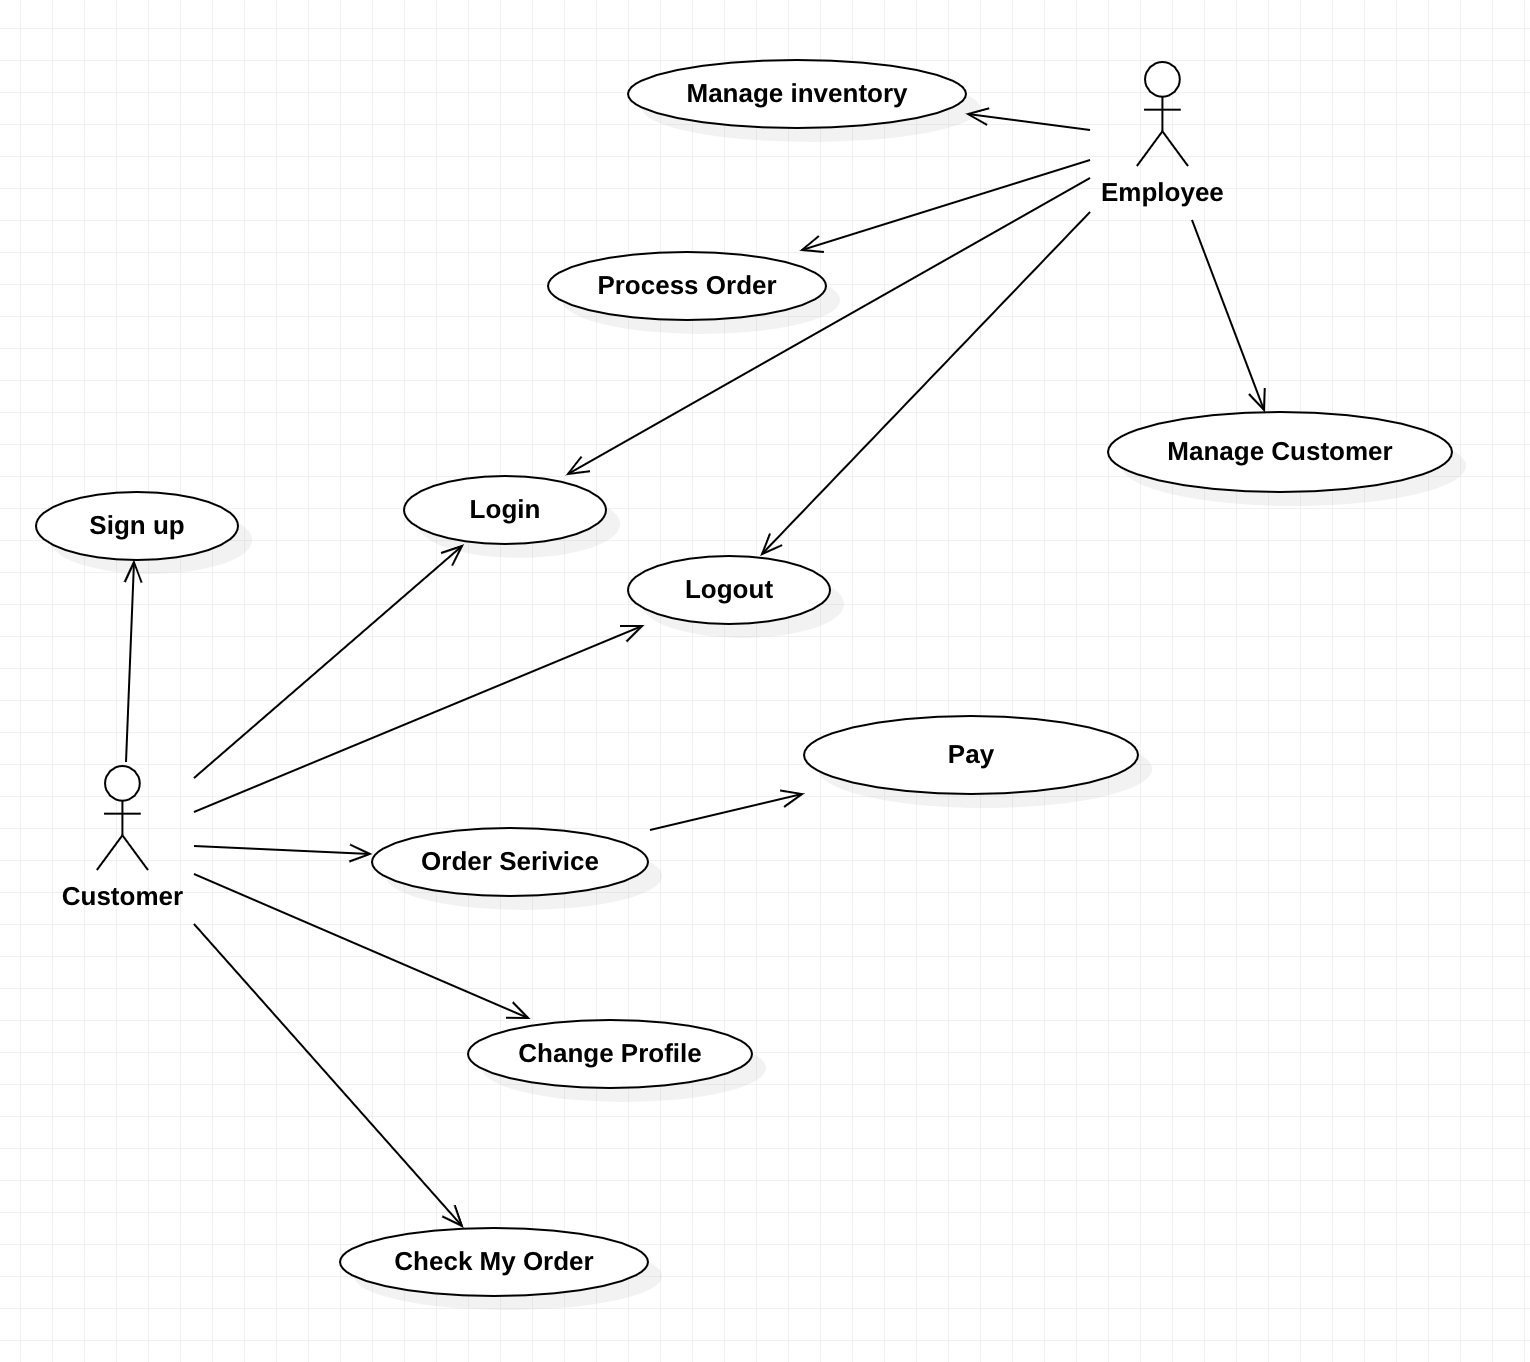 Manage inventory
Employee
Process Order
Manage Customer
Login
Sign up
Logout
Pay
Order Serivice
Customer
Change Profile
Check My Order